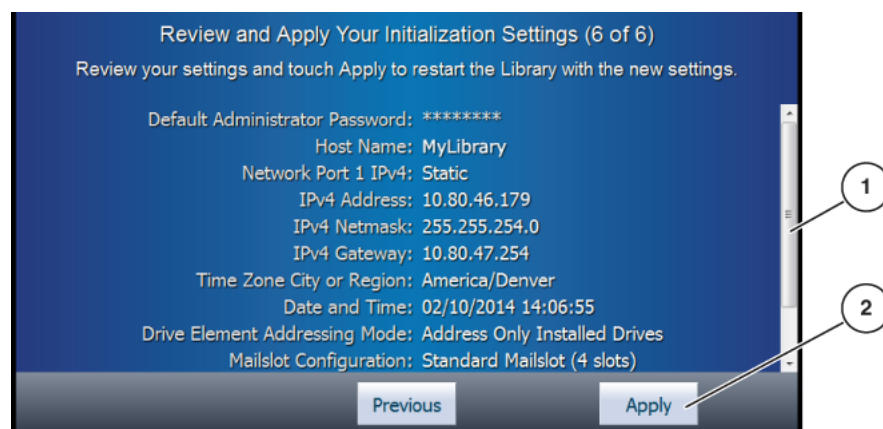 Review and Apply Your Initialization Settings (6 of 6)
Review your settings and touch Apply to restart the Library with the new settings.
Default Administrator Password: ********
Host Name: MyLibrary
Network Port 1 IPv4: Static
IPv4 Address: 10.80.46.179
IPv4 Netmask: 255.255.254.0
IPv4 Gateway: 10.80.47.254
Time Zone City or Region: America/Denver
Date and Time: 02/10/2014 14:06:55
Drive Element Addressing Mode: Address Only Installed Drives
Mailslot Configuration: Standard Mailslot (4 slots)
Previous
Apply
1
2